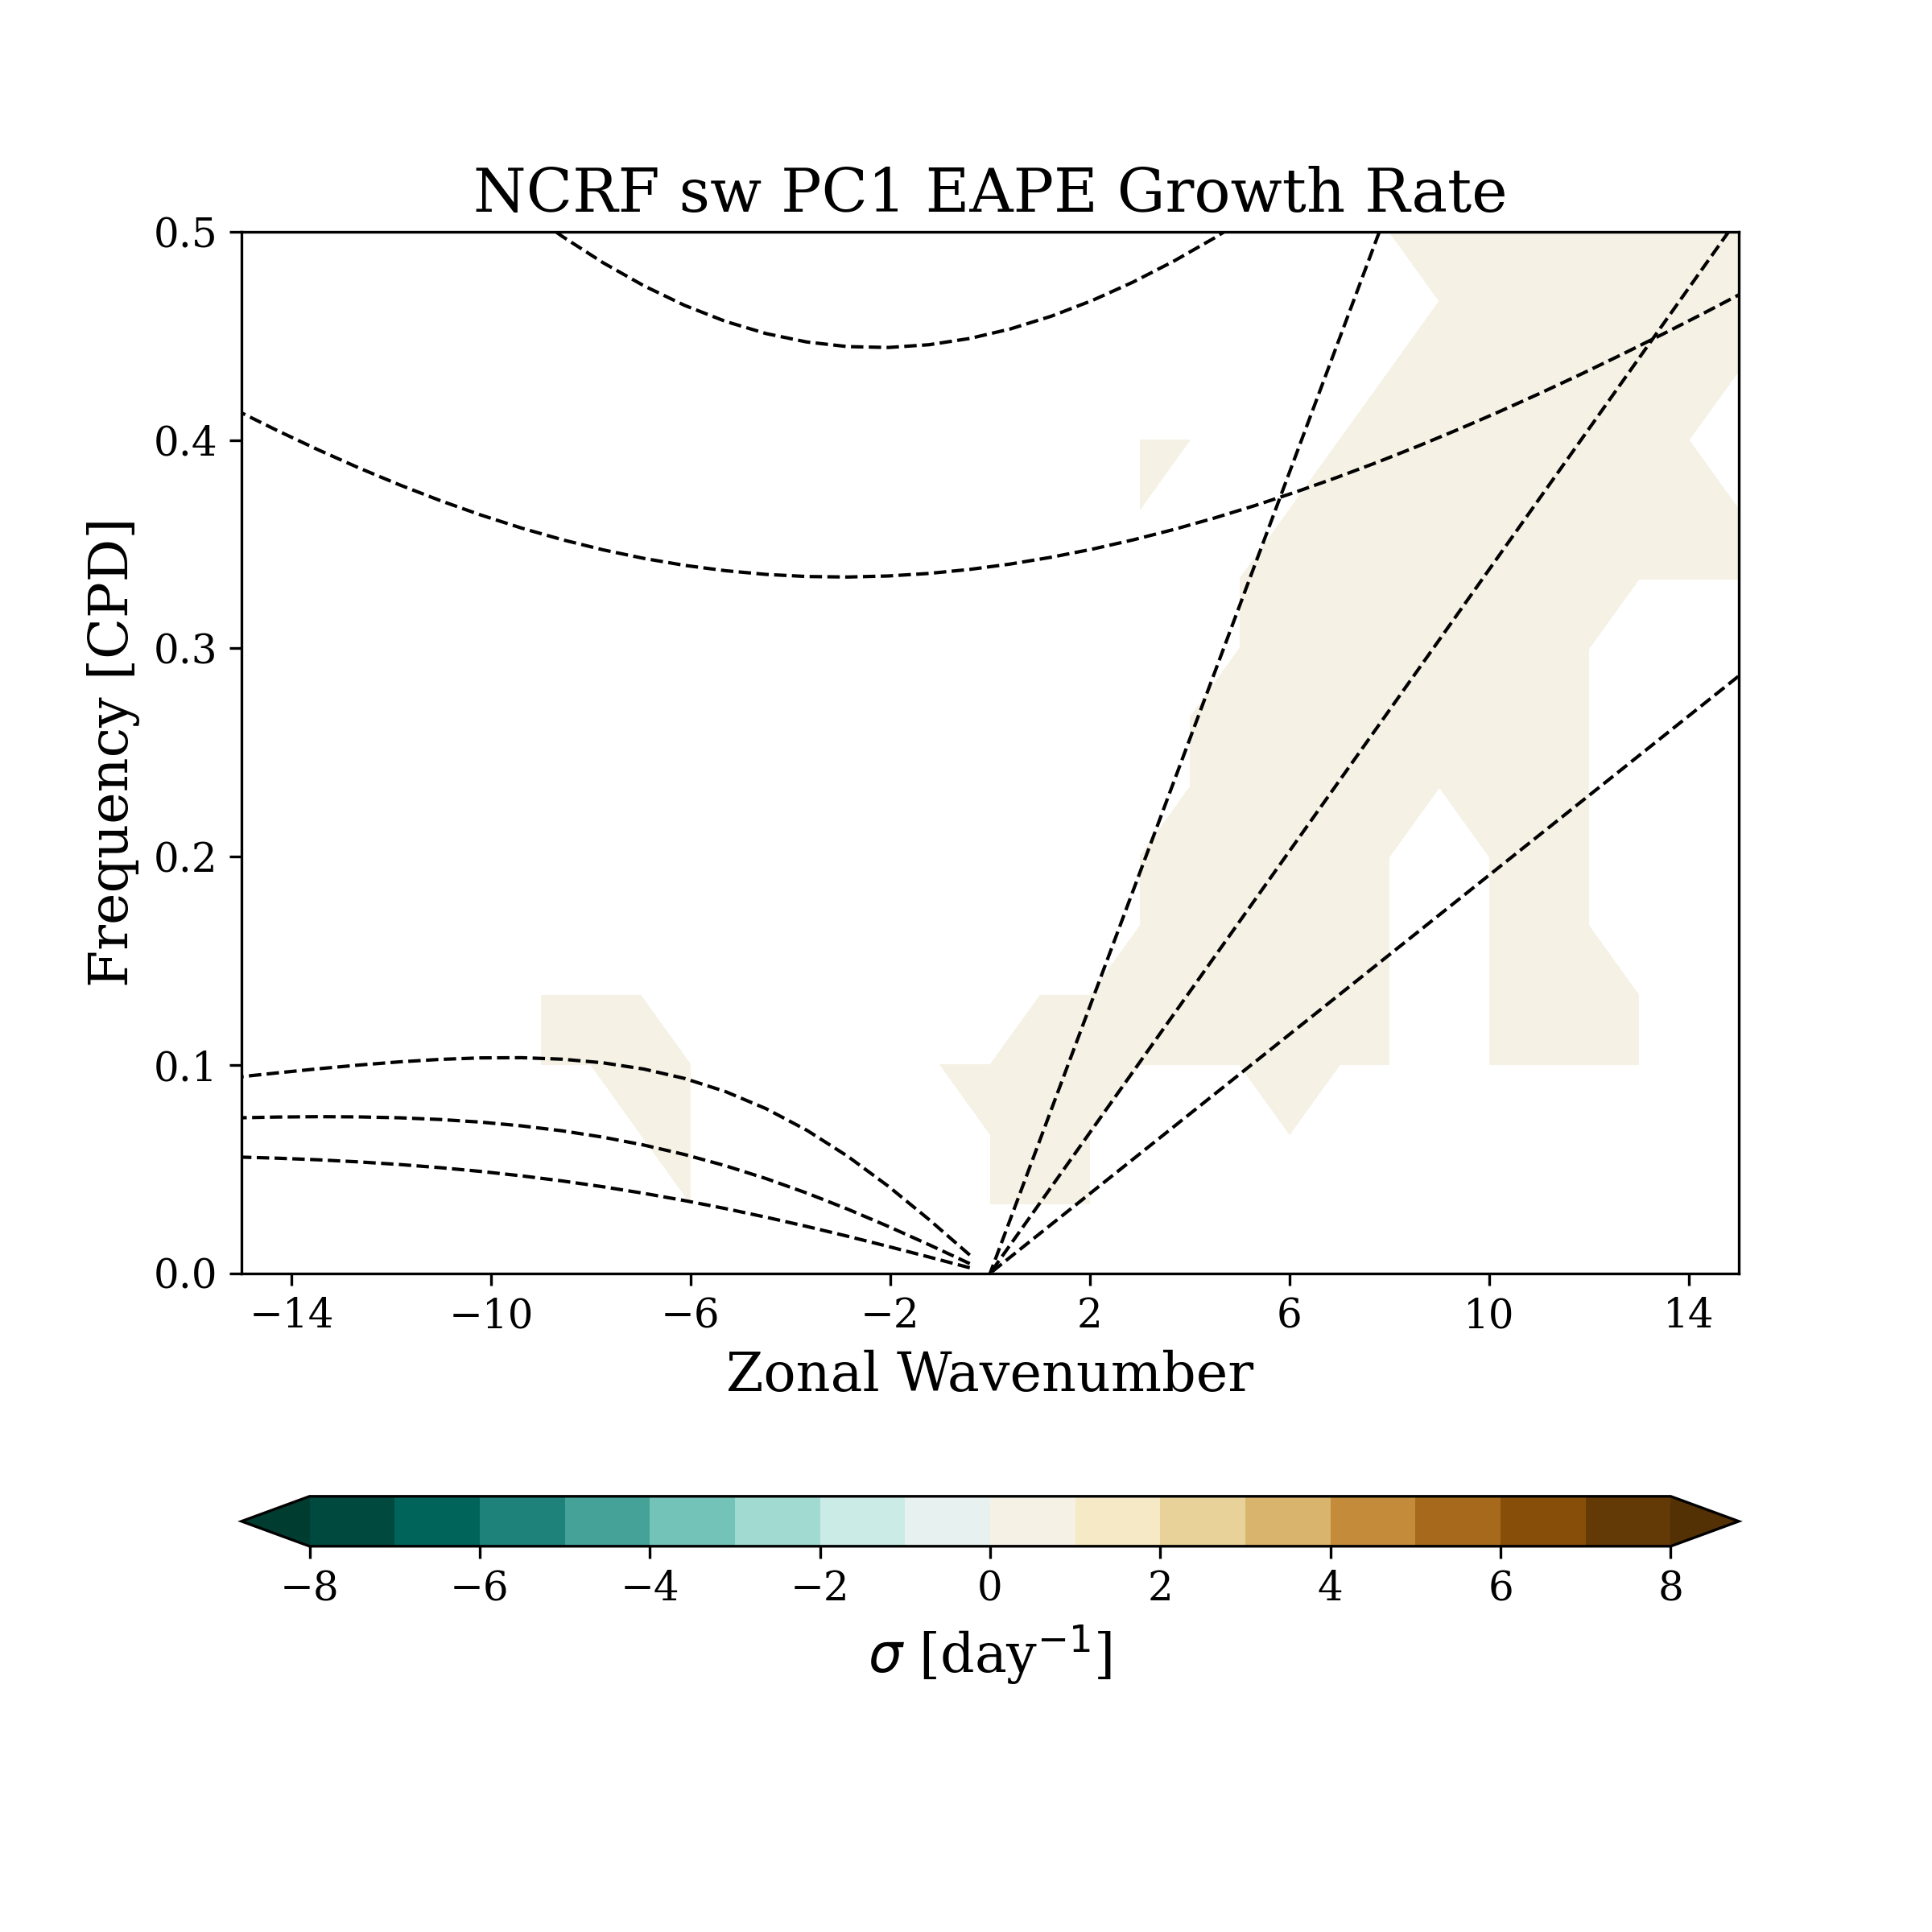 NCRF sw PC1 EAPE Growth Rate
0.5
0.4
0.3
0.2
0.1
0.0
Frequency [CPD]
−14 −10 −6 −2 2 6 10 14
Zonal Wavenumber
−8 −6 −4 −2 0 2 4 6 8
σ [day⁻¹]